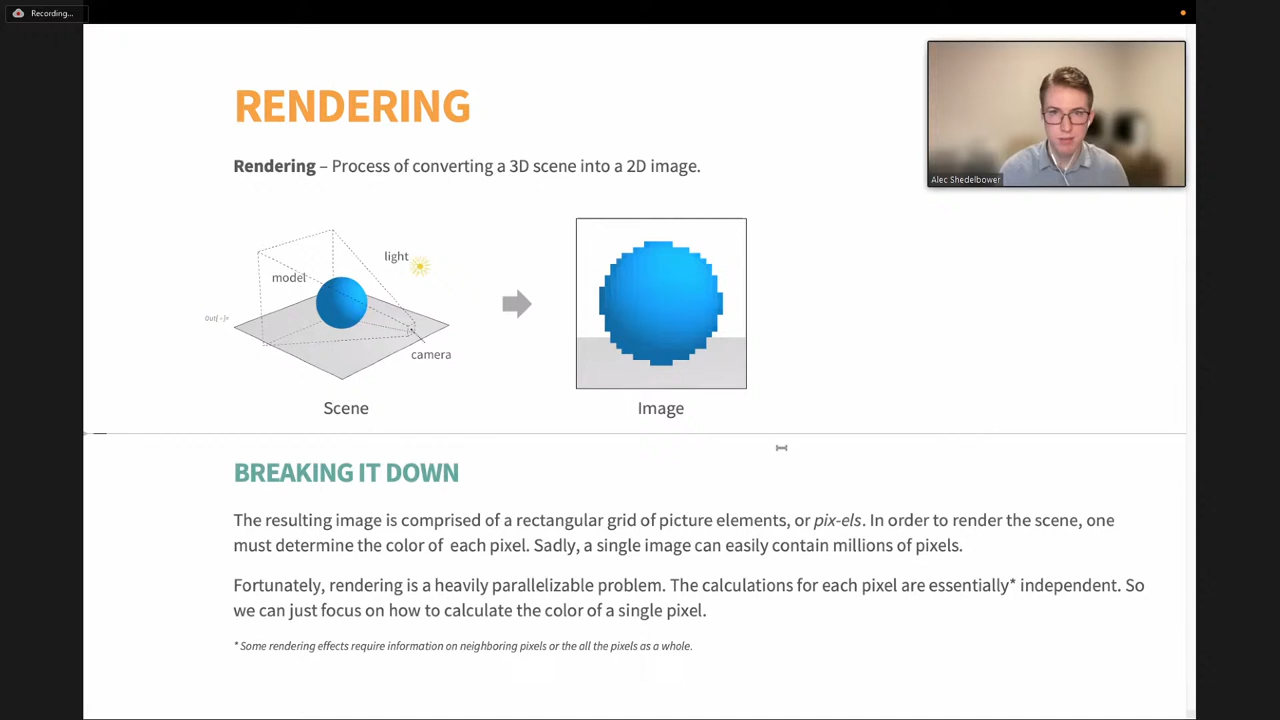 Recording...
RENDERING
Rendering – Process of converting a 3D scene into a 2D image.
Alec Shedelbower
light
model
Out[ -]=
camera
Scene
Image
BREAKING IT DOWN
The resulting image is comprised of a rectangular grid of picture elements, or pix-els. In order to render the scene, one
must determine the color of each pixel. Sadly, a single image can easily contain millions of pixels.
Fortunately, rendering is a heavily parallelizable problem. The calculations for each pixel are essentially* independent. So
we can just focus on how to calculate the color of a single pixel.
* Some rendering effects require information on neighboring pixels or the all the pixels as a whole.